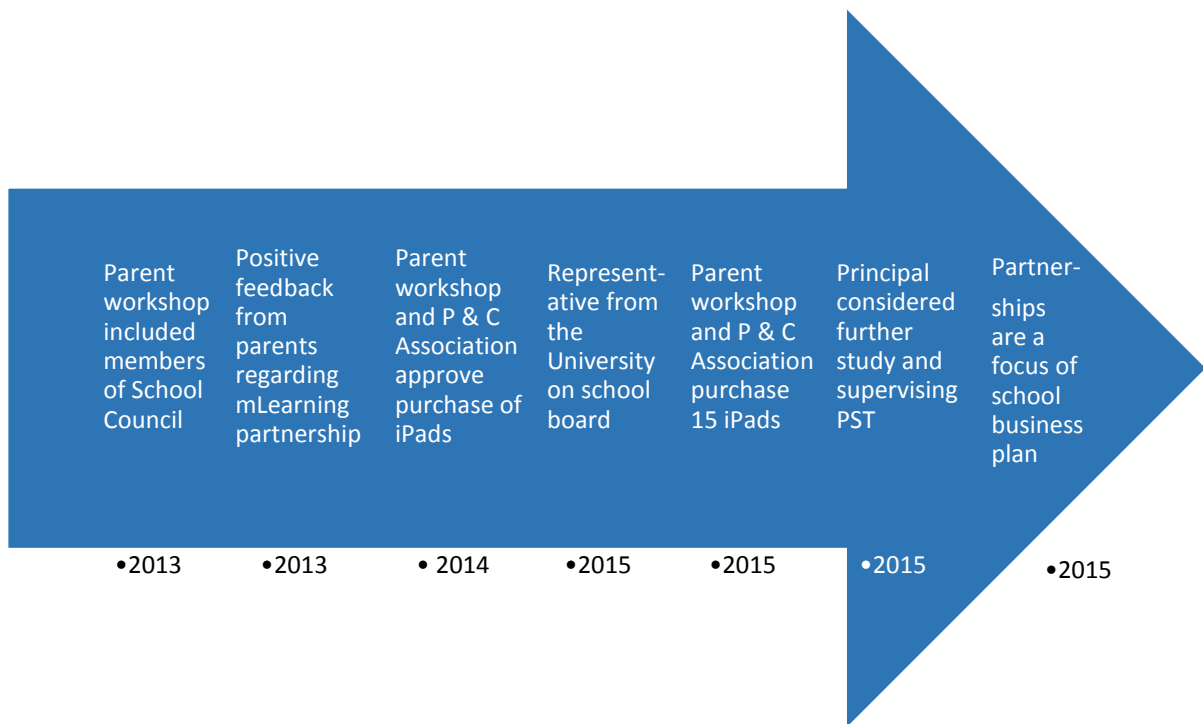 Parent
workshop
included
members
of School
Council
Positive
feedback
from
parents
regarding
mLearning
partnership
Parent
workshop
and P & C
Association
approve
purchase of
iPads
Represent-
ative from
the
University
on school
board
Parent
workshop
and P & C
Association
purchase
15 iPads
Principal
considered
further
study and
supervising
PST
Partner-
ships
are a
focus of
school
business
plan
•2013
•2013
• 2014
•2015
•2015
•2015
•2015